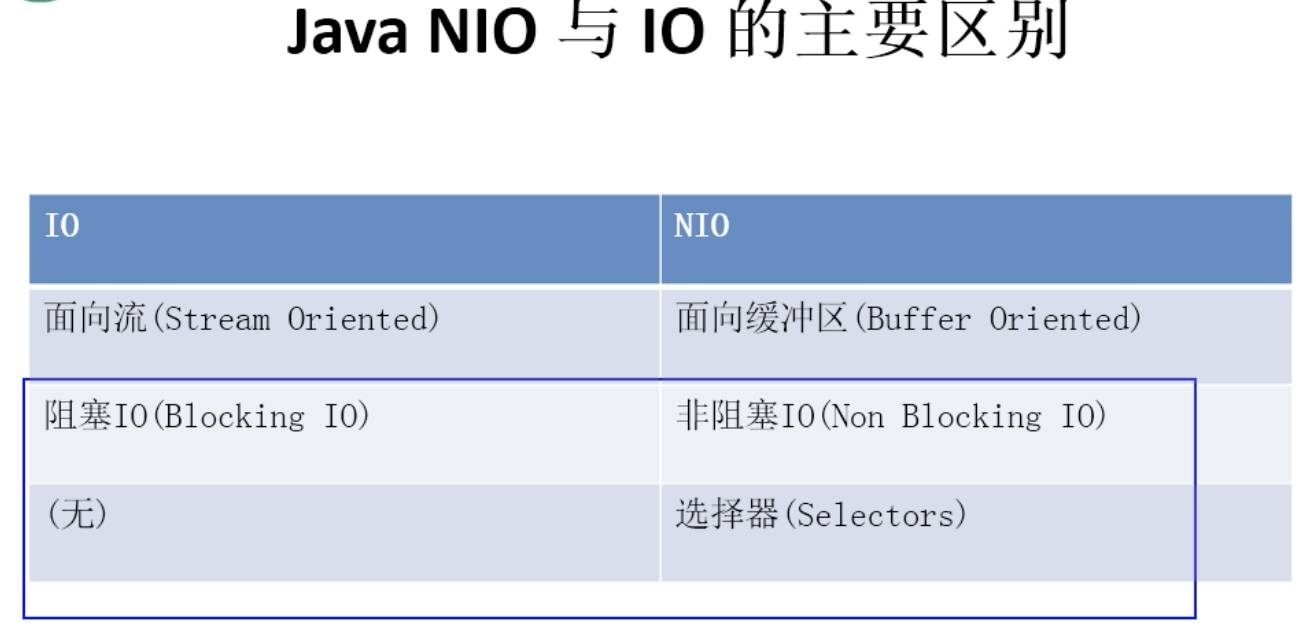 Java NIO 与 IO 的主要区别
IO
NIO
面向流(Stream Oriented)
面向缓冲区(Buffer Oriented)
阻塞IO(Blocking IO)
非阻塞IO(Non Blocking IO)
(无)
选择器(Selectors)